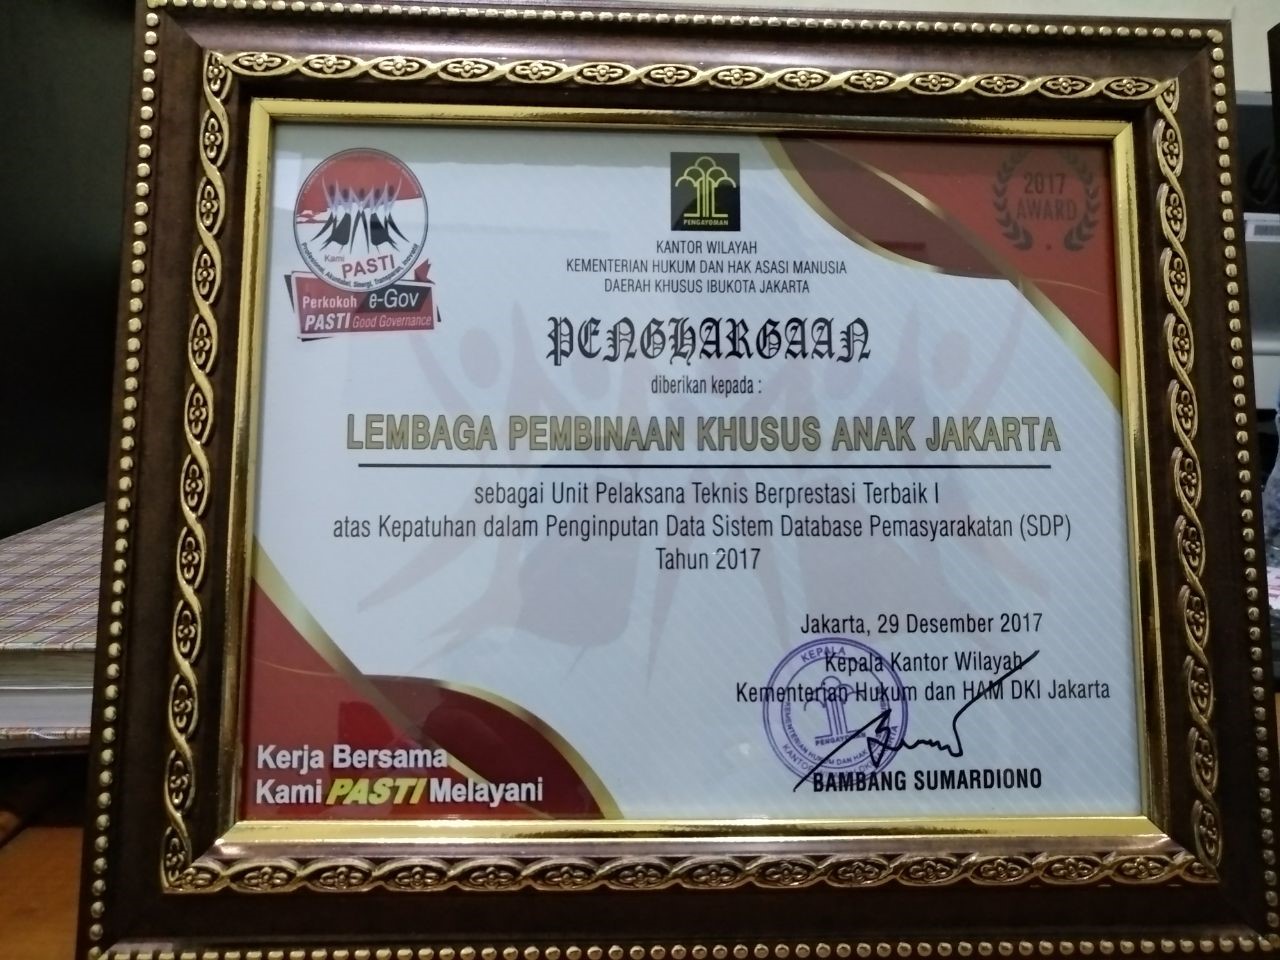 Kami
PASTI
Perkokoh e-Gov
PASTI Good Governance
PENGAYOMAN
2017
AWARD
KANTOR WILAYAH
KEMENTERIAN HUKUM DAN HAK ASASI MANUSIA
DAERAH KHUSUS IBUKOTA JAKARTA
PENGHARGAAN
diberikan kepada :
LEMBAGA PEMBINAAN KHUSUS ANAK JAKARTA
sebagai Unit Pelaksana Teknis Berprestasi Terbaik I
atas Kepatuhan dalam Penginputan Data Sistem Database Pemasyarakatan (SDP)
Tahun 2017
Jakarta, 29 Desember 2017
Kepala Kantor Wilayah
Kementerian Hukum dan HAM DKI Jakarta
KEPALA
PENGAYOMAN
BAMBANG SUMARDIONO
Kerja Bersama
Kami PASTI Melayani